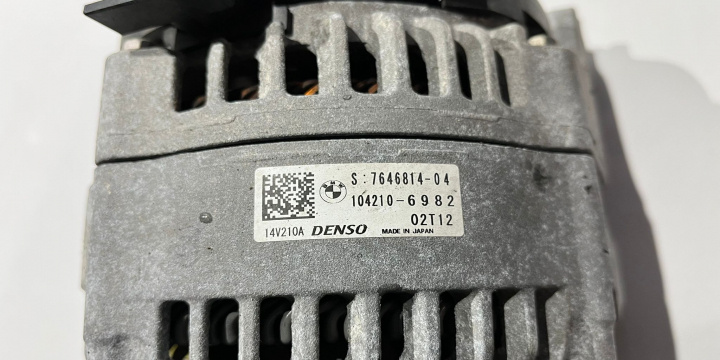 S:7646814-04
104210-6982
02T12
14V210A DENSO MADE IN JAPAN